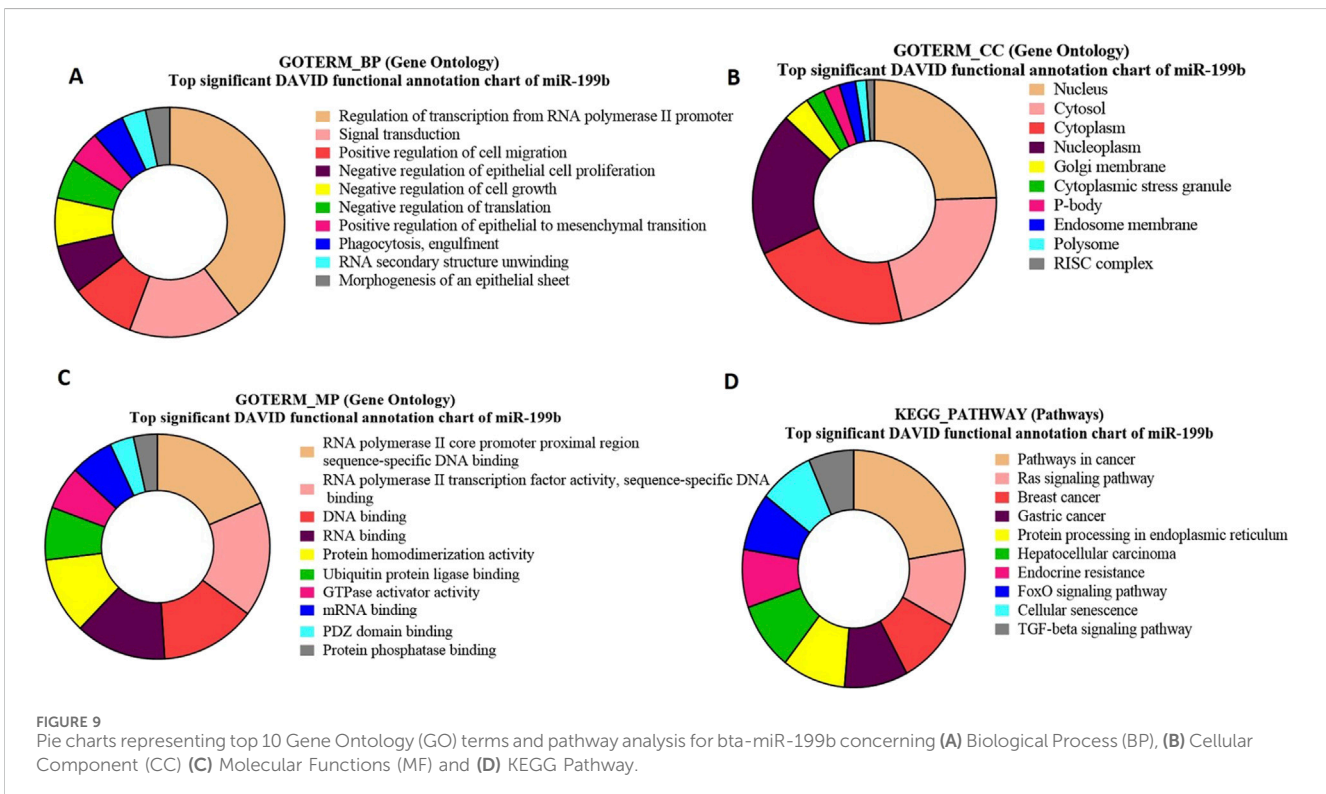 A
GOTERM_BP (Gene Ontology)
Top significant DAVID functional annotation chart of miR-199b
Regulation of transcription from RNA polymerase II promoter
Signal transduction
Positive regulation of cell migration
Negative regulation of epithelial cell proliferation
Negative regulation of cell growth
Negative regulation of translation
Positive regulation of epithelial to mesenchymal transition
Phagocytosis, engulfment
RNA secondary structure unwinding
Morphogenesis of an epithelial sheet
B
GOTERM_CC (Gene Ontology)
Top significant DAVID functional annotation chart of miR-199b
Nucleus
Cytosol
Cytoplasm
Nucleoplasm
Golgi membrane
Cytoplasmic stress granule
P-body
Endosome membrane
Polysome
RISC complex
C
GOTERM_MP (Gene Ontology)
Top significant DAVID functional annotation chart of miR-199b
RNA polymerase II core promoter proximal region
sequence-specific DNA binding
RNA polymerase II transcription factor activity, sequence-specific DNA
binding
DNA binding
RNA binding
Protein homodimerization activity
Ubiquitin protein ligase binding
GTPase activator activity
mRNA binding
PDZ domain binding
Protein phosphatase binding
D
KEGG_PATHWAY (Pathways)
Top significant DAVID functional annotation chart of miR-199b
Pathways in cancer
Ras signaling pathway
Breast cancer
Gastric cancer
Protein processing in endoplasmic reticulum
Hepatocellular carcinoma
Endocrine resistance
FoxO signaling pathway
Cellular senescence
TGF-beta signaling pathway
FIGURE 9
Pie charts representing top 10 Gene Ontology (GO) terms and pathway analysis for bta-miR-199b concerning (A) Biological Process (BP), (B) Cellular
Component (CC) (C) Molecular Functions (MF) and (D) KEGG Pathway.